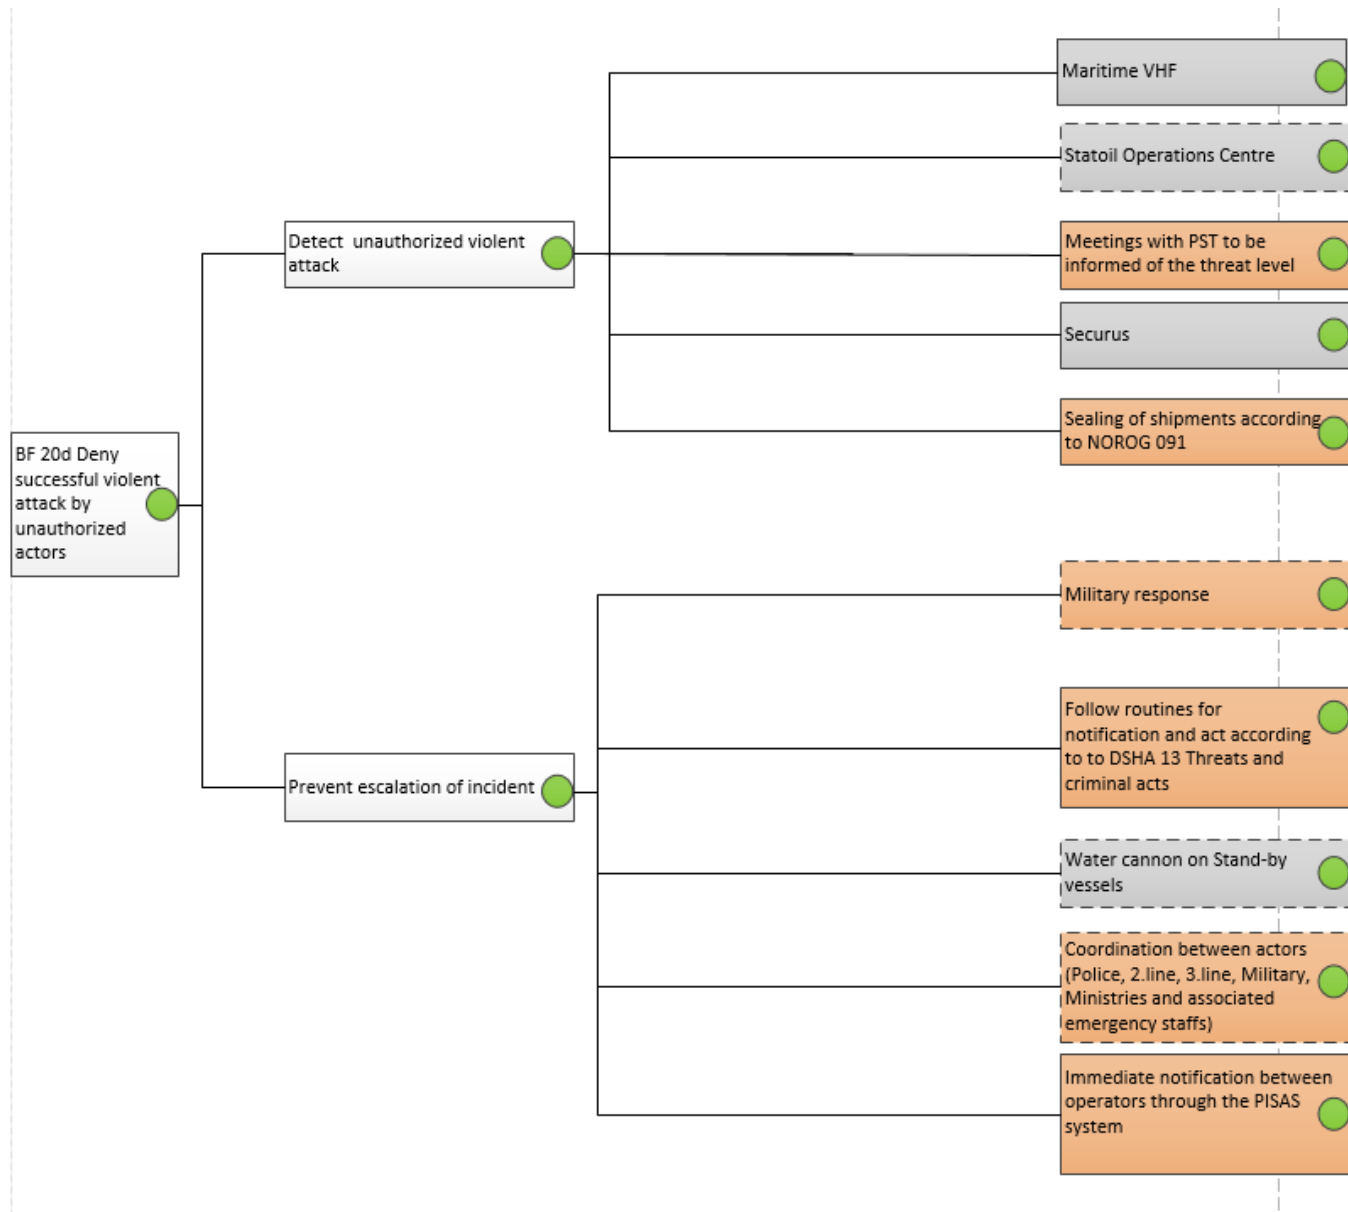 Maritime VHF
Statoil Operations Centre
Detect  unauthorized violent
attack
Meetings with PST to be
informed of the threat level
Securus
Sealing of shipments according
to NOROG 091
BF 20d Deny
successful violent
attack by
unauthorized
actors
Military response
Follow routines for
notification and act according
to to DSHA 13 Threats and
criminal acts
Prevent escalation of incident
Water cannon on Stand-by
vessels
Coordination between actors
(Police, 2.line, 3.line, Military,
Ministries and associated
emergency staffs)
Immediate notification between
operators through the PISAS
system